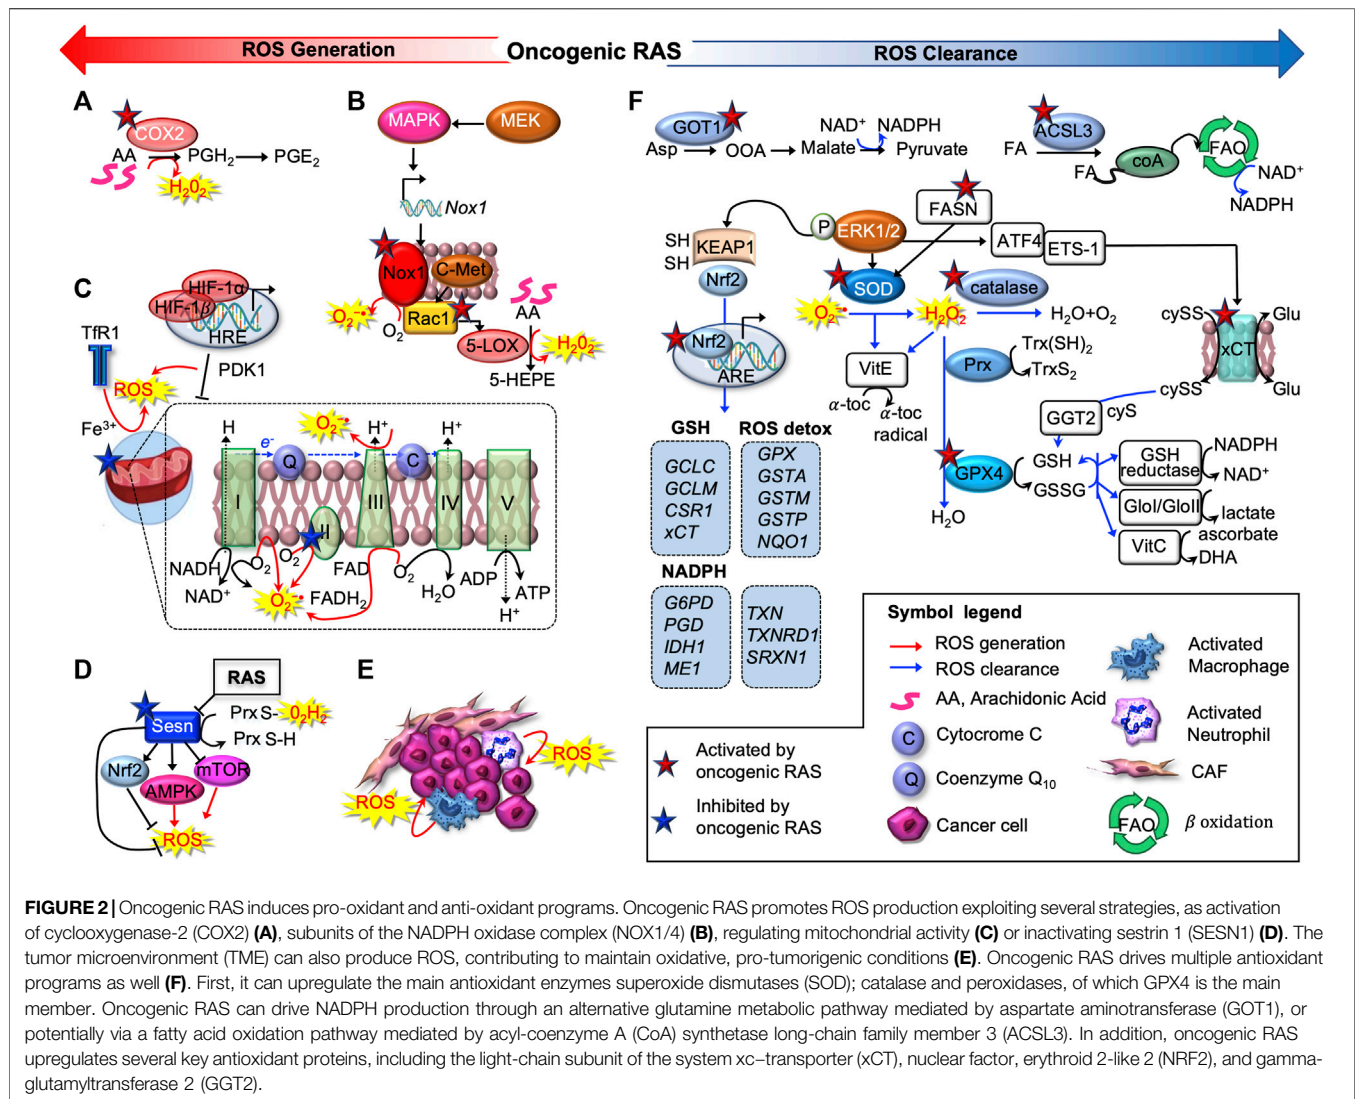 ROS Generation
Oncogenic RAS
ROS Clearance
A
COX2
AA
PGH2
PGE2
H202
B
MAPK
MEK
Nox1
Nox1
C-Met
O2-•
O2
Rac1
AA
5-LOX
H202
5-HEPE
C
HIF-1α
HIF-1β
HRE
TfR1
PDK1
ROS
Fe3+
H
e-
Q
O2-•
H+
C
H+
I
II
III
IV
V
NADH
NAD+
O2
O2
O2-•
FAD
FADH2
O2
H2O
ADP
ATP
H+
D
RAS
Sesn
Prx S-O2H2
Prx S-H
Nrf2
mTOR
AMPK
ROS
E
ROS
ROS
F
GOT1
Asp
OOA
Malate
NAD+
NADPH
Pyruvate
ACSL3
FA
FA
coA
FAO
NAD+
NADPH
FASN
SH
SH
KEAP1
P
ERK1/2
ATF4
ETS-1
Nrf2
SOD
catalase
O2-•
H2O2
H2O+O2
cySS
Glu
xCT
cySS
Glu
Nrf2
ARE
VitE
α-toc
α-toc
radical
Prx
Trx(SH)2
TrxS2
GGT2
cyS
GSH
GCLC
GCLM
CSR1
xCT
ROS detox
GPX
GSTA
GSTM
GSTP
NQO1
GPX4
GSH
GSSG
GSH
reductase
NADPH
NAD+
GloI/GloII
lactate
VitC
ascorbate
DHA
H2O
NADPH
G6PD
PGD
IDH1
ME1
TXN
TXNRD1
SRXN1
Activated by
oncogenic RAS
Inhibited by
oncogenic RAS
Symbol legend
ROS generation
ROS clearance
AA, Arachidonic Acid
C
Cytocrome C
Q
Coenzyme Q10
Cancer cell
Activated
Macrophage
Activated
Neutrophil
CAF
FAO
β oxidation
FIGURE 2 | Oncogenic RAS induces pro-oxidant and anti-oxidant programs. Oncogenic RAS promotes ROS production exploiting several strategies, as activation
of cyclooxygenase-2 (COX2) (A), subunits of the NADPH oxidase complex (NOX1/4) (B), regulating mitochondrial activity (C) or inactivating sestrin 1 (SESN1) (D). The
tumor microenvironment (TME) can also produce ROS, contributing to maintain oxidative, pro-tumorigenic conditions (E). Oncogenic RAS drives multiple antioxidant
programs as well (F). First, it can upregulate the main antioxidant enzymes superoxide dismutases (SOD); catalase and peroxidases, of which GPX4 is the main
member. Oncogenic RAS can drive NADPH production through an alternative glutamine metabolic pathway mediated by aspartate aminotransferase (GOT1), or
potentially via a fatty acid oxidation pathway mediated by acyl-coenzyme A (CoA) synthetase long-chain family member 3 (ACSL3). In addition, oncogenic RAS
upregulates several key antioxidant proteins, including the light-chain subunit of the system xc–transporter (xCT), nuclear factor, erythroid 2-like 2 (NRF2), and gamma-
glutamyltransferase 2 (GGT2).